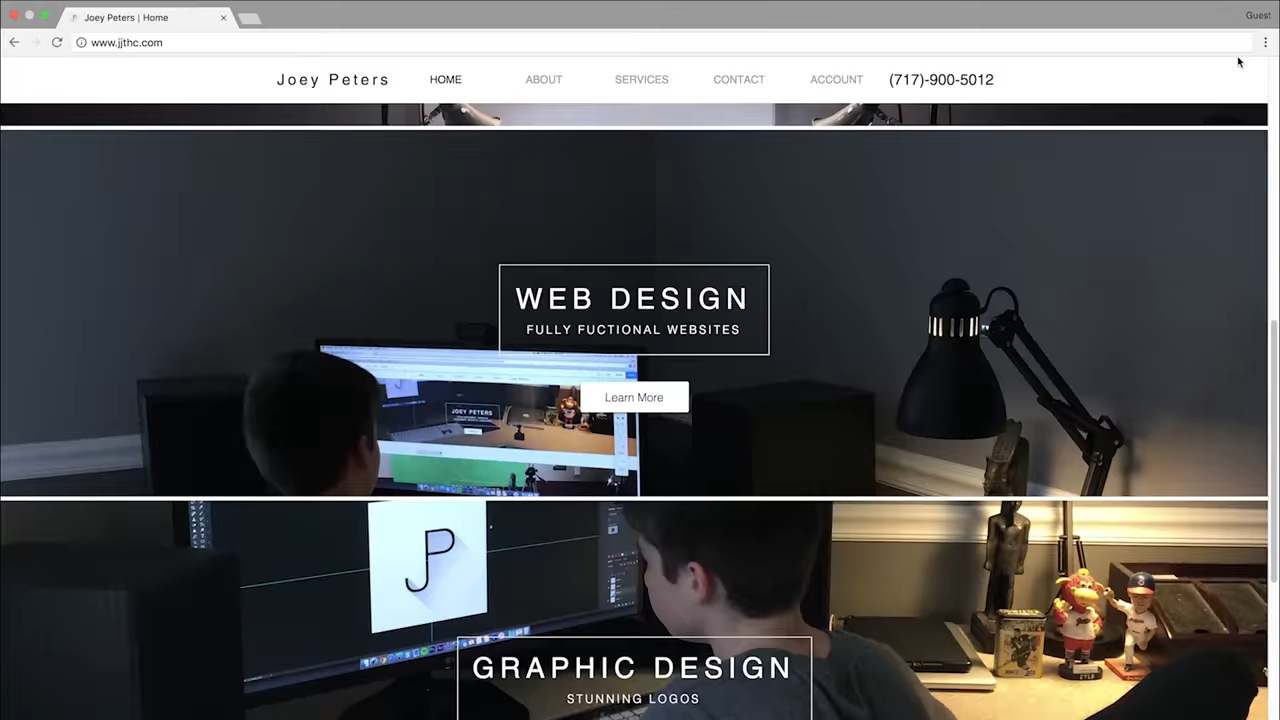 Joey Peters | Home
Guest
www.jjthc.com
Joey Peters
HOME
ABOUT
SERVICES
CONTACT
ACCOUNT
(717)-900-5012
WEB DESIGN
FULLY FUCTIONAL WEBSITES
Learn More
JOEY PETERS
JP
GRAPHIC DESIGN
STUNNING LOGOS